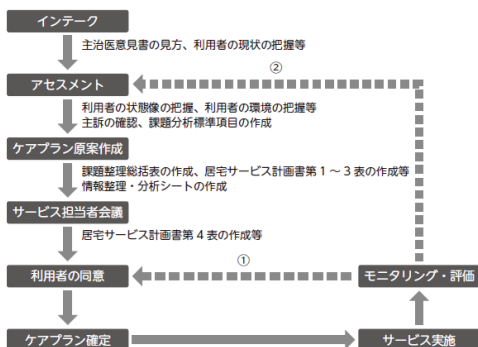 インテーク
主治医意見書の見方、利用者の現状の把握等
②
アセスメント
利用者の状態像の把握、利用者の環境の把握等
主訴の確認、課題分析標準項目の作成
ケアプラン原案作成
課題整理総括表の作成、居宅サービス計画書第1～3表の作成等
情報整理・分析シートの作成
サービス担当者会議
居宅サービス計画書第4表の作成等
①
利用者の同意
モニタリング・評価
ケアプラン確定
サービス実施